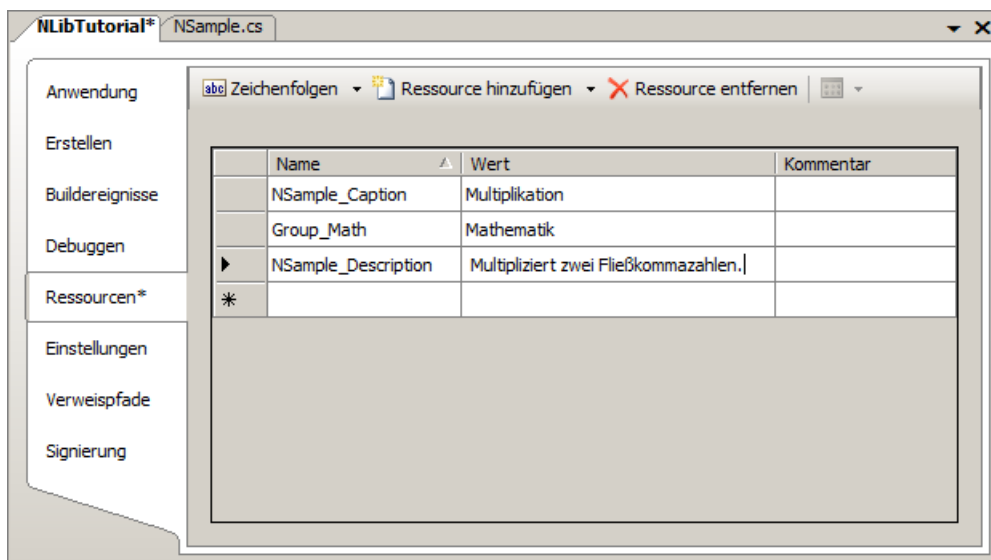 NLibTutorial* NSample.cs
Anwendung
Erstellen
Buildereignisse
Debuggen
Ressourcen*
Einstellungen
Verweispfade
Signierung
abc Zeichenfolgen Ressource hinzufügen Ressource entfernen
Name Wert Kommentar
NSample_Caption Multiplikation
Group_Math Mathematik
NSample_Description Multipliziert zwei Fließkommazahlen.